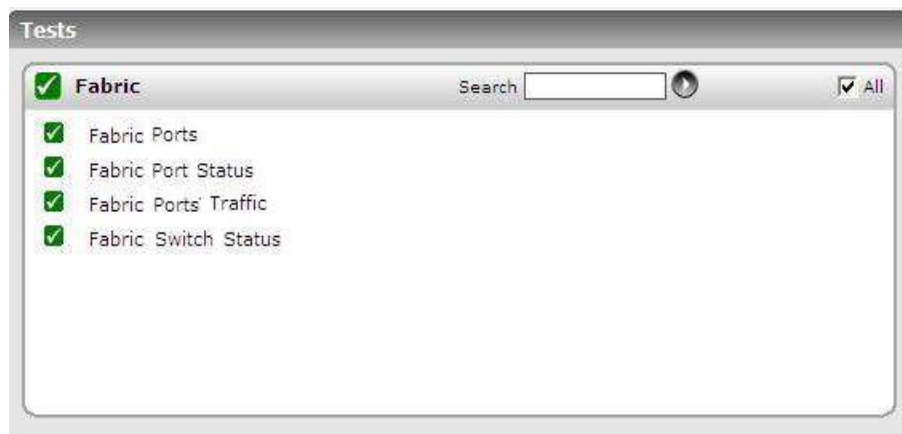 Tests
Fabric Search All
Fabric Ports
Fabric Port Status
Fabric Ports' Traffic
Fabric Switch Status